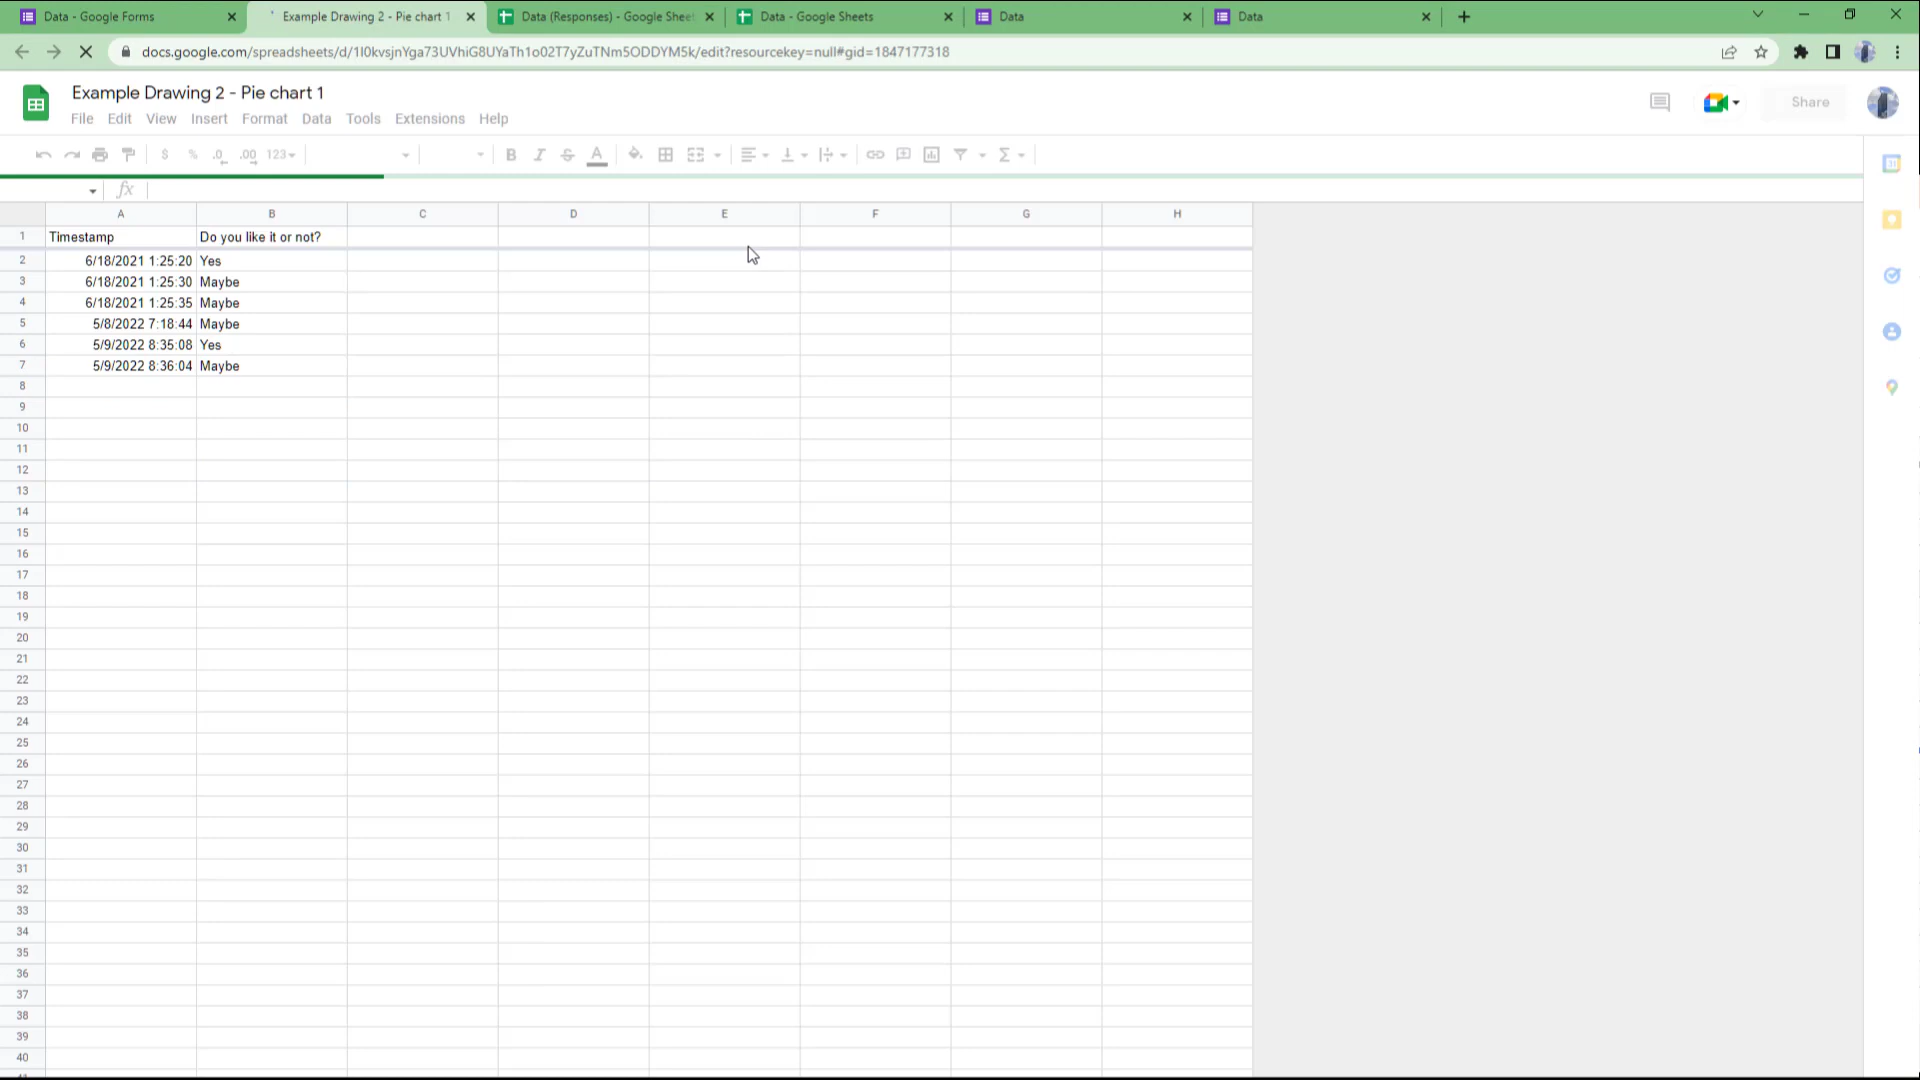 Data - Google Forms
Example Drawing 2 - Pie chart 1
Data (Responses) - Google Sheet
Data - Google Sheets
Data
Data
docs.google.com/spreadsheets/d/1I0kvsjnYga73UVhiG8UYaTh1o02T7yZuTNm5ODDYM5k/edit?resourcekey=null#gid=1847177318
Example Drawing 2 - Pie chart 1
File Edit View Insert Format Data Tools Extensions Help
Share
$ % .0 .00 123 B I S A
fx
A B C D E F G H
1 Timestamp Do you like it or not?
2 6/18/2021 1:25:20 Yes
3 6/18/2021 1:25:30 Maybe
4 6/18/2021 1:25:35 Maybe
5 5/8/2022 7:18:44 Maybe
6 5/9/2022 8:35:08 Yes
7 5/9/2022 8:36:04 Maybe
8
9
10
11
12
13
14
15
16
17
18
19
20
21
22
23
24
25
26
27
28
29
30
31
32
33
34
35
36
37
38
39
40